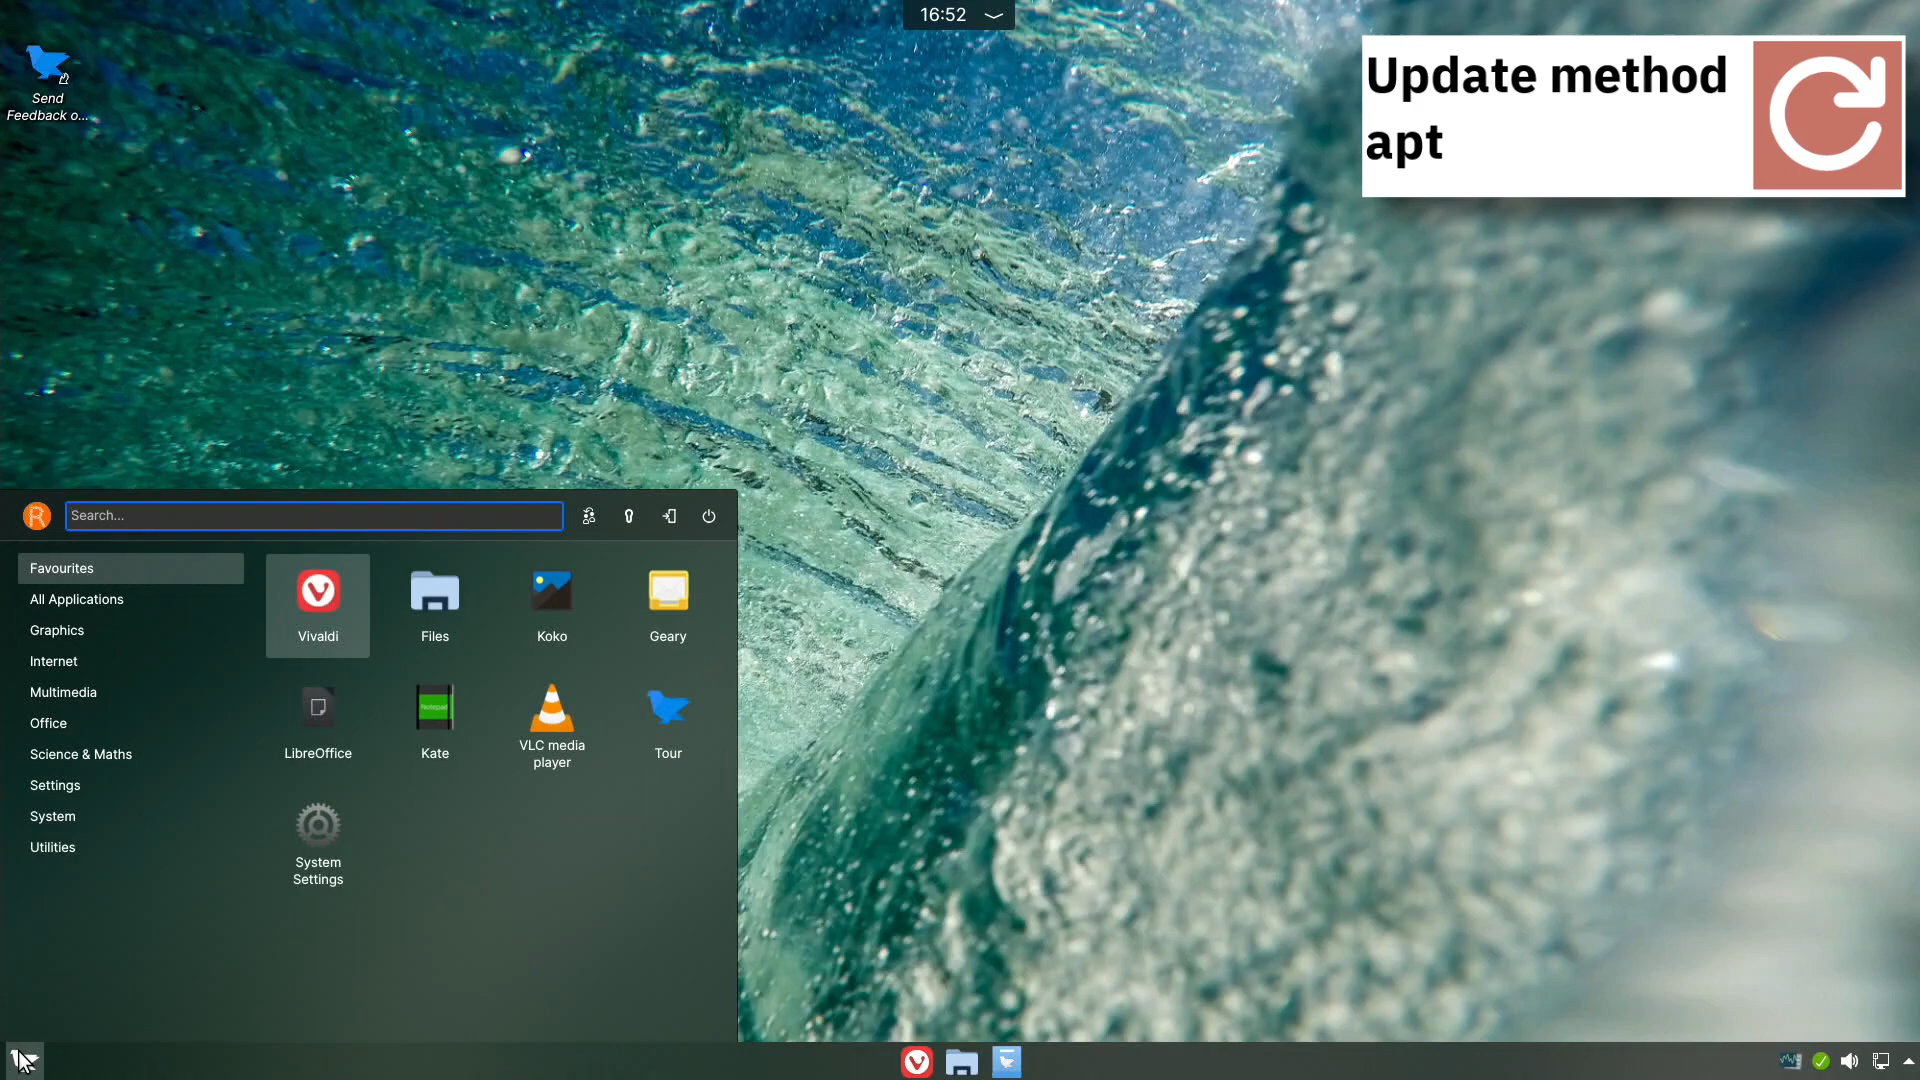 16:52
Send
Feedback o...
Update method
apt
R
Search...
Favourites
All Applications
Graphics
Internet
Multimedia
Office
Science & Maths
Settings
System
Utilities
Vivaldi
Files
Koko
Geary
LibreOffice
Notepad
Kate
VLC media
player
Tour
System
Settings